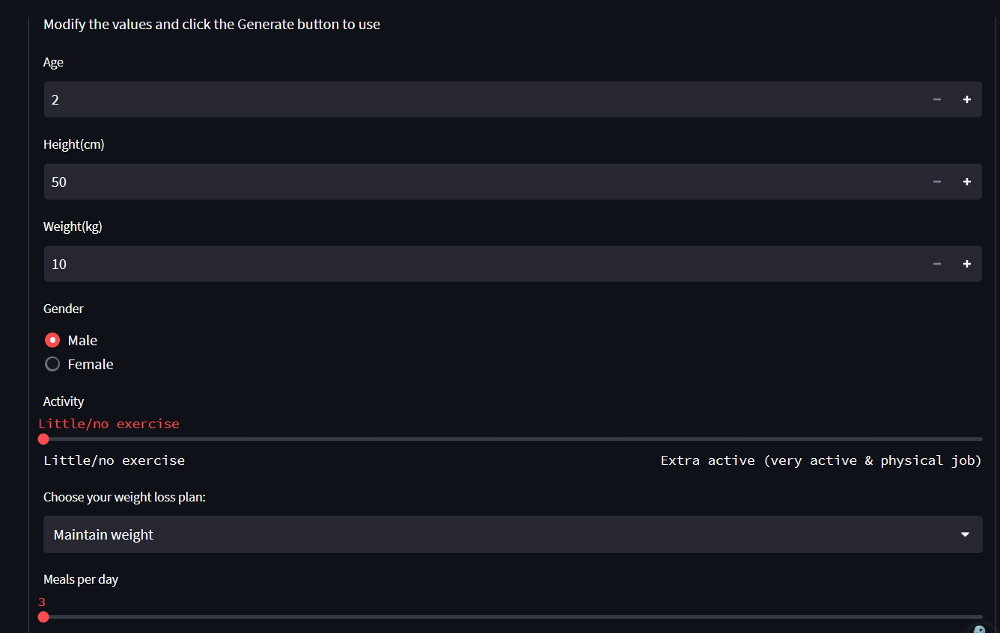 Modify the values and click the Generate button to use
Age
2
Height(cm)
50
Weight(kg)
10
Gender
Male
Female
Activity
Little/no exercise
Little/no exercise Extra active (very active & physical job)
Choose your weight loss plan:
Maintain weight
Meals per day
3